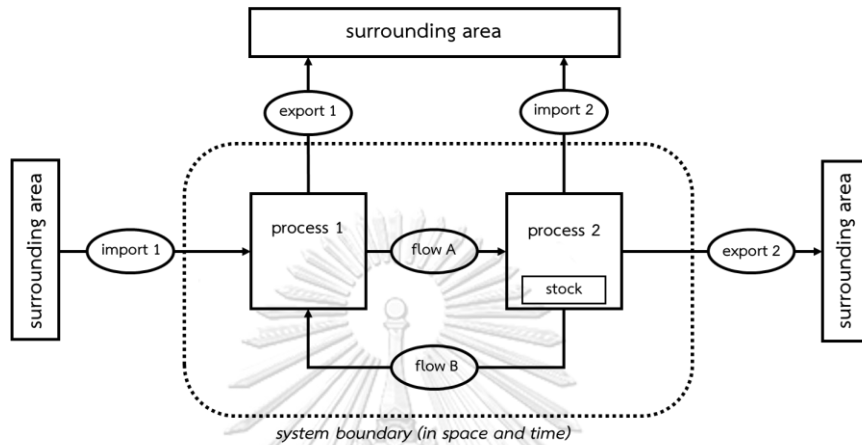 surrounding area
export 1
import 2
surrounding area
import 1
process 1
flow A
process 2
stock
export 2
surrounding area
flow B
system boundary (in space and time)